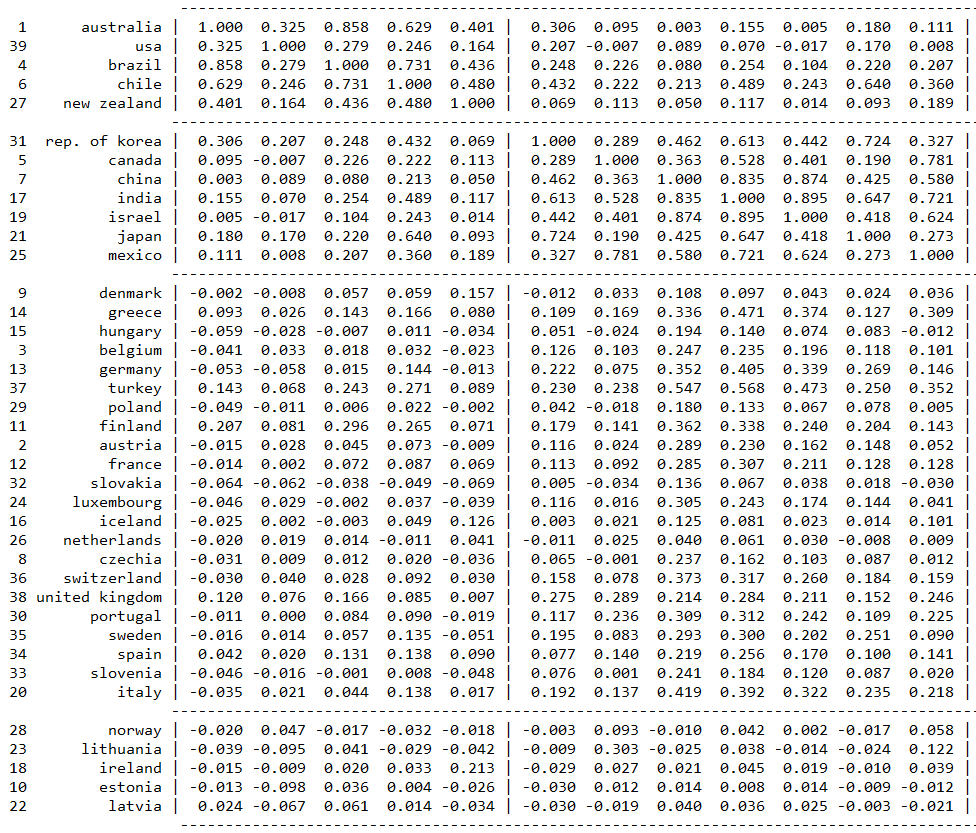 -----------------------------------------------------------------------------------
1 australia | 1.000 0.325 0.858 0.629 0.401 | 0.306 0.095 0.003 0.155 0.005 0.180 0.111 |
39 usa | 0.325 1.000 0.279 0.246 0.164 | 0.207 -0.007 0.089 0.070 -0.017 0.170 0.008 |
4 brazil | 0.858 0.279 1.000 0.731 0.436 | 0.248 0.226 0.080 0.254 0.104 0.220 0.207 |
6 chile | 0.629 0.246 0.731 1.000 0.480 | 0.432 0.222 0.213 0.489 0.243 0.640 0.360 |
27 new zealand | 0.401 0.164 0.436 0.480 1.000 | 0.069 0.113 0.050 0.117 0.014 0.093 0.189 |
-----------------------------------------------------------------------------------
31 rep. of korea | 0.306 0.207 0.248 0.432 0.069 | 1.000 0.289 0.462 0.613 0.442 0.724 0.327 |
5 canada | 0.095 -0.007 0.226 0.222 0.113 | 0.289 1.000 0.363 0.528 0.401 0.190 0.781 |
7 china | 0.003 0.089 0.080 0.213 0.050 | 0.462 0.363 1.000 0.835 0.874 0.425 0.580 |
17 india | 0.155 0.070 0.254 0.489 0.117 | 0.613 0.528 0.835 1.000 0.895 0.647 0.721 |
19 israel | 0.005 -0.017 0.104 0.243 0.014 | 0.442 0.401 0.874 0.895 1.000 0.418 0.624 |
21 japan | 0.180 0.170 0.220 0.640 0.093 | 0.724 0.190 0.425 0.647 0.418 1.000 0.273 |
25 mexico | 0.111 0.008 0.207 0.360 0.189 | 0.327 0.781 0.580 0.721 0.624 0.273 1.000 |
-----------------------------------------------------------------------------------
9 denmark | -0.002 -0.008 0.057 0.059 0.157 | -0.012 0.033 0.108 0.097 0.043 0.024 0.036 |
14 greece | 0.093 0.026 0.143 0.166 0.080 | 0.109 0.169 0.336 0.471 0.374 0.127 0.309 |
15 hungary | -0.059 -0.028 -0.007 0.011 -0.034 | 0.051 -0.024 0.194 0.140 0.074 0.083 -0.012 |
3 belgium | -0.041 0.033 0.018 0.032 -0.023 | 0.126 0.103 0.247 0.235 0.196 0.118 0.101 |
13 germany | -0.053 -0.058 0.015 0.144 -0.013 | 0.222 0.075 0.352 0.405 0.339 0.269 0.146 |
37 turkey | 0.143 0.068 0.243 0.271 0.089 | 0.230 0.238 0.547 0.568 0.473 0.250 0.352 |
29 poland | -0.049 -0.011 0.006 0.022 -0.002 | 0.042 -0.018 0.180 0.133 0.067 0.078 0.005 |
11 finland | 0.207 0.081 0.296 0.265 0.071 | 0.179 0.141 0.362 0.338 0.240 0.204 0.143 |
2 austria | -0.015 0.028 0.045 0.073 -0.009 | 0.116 0.024 0.289 0.230 0.162 0.148 0.052 |
12 france | -0.014 0.002 0.072 0.087 0.069 | 0.113 0.092 0.285 0.307 0.211 0.128 0.128 |
32 slovakia | -0.064 -0.062 -0.038 -0.049 -0.069 | 0.005 -0.034 0.136 0.067 0.038 0.018 -0.030 |
24 luxembourg | -0.046 0.029 -0.002 0.037 -0.039 | 0.116 0.016 0.305 0.243 0.174 0.144 0.041 |
16 iceland | -0.025 0.002 -0.003 0.049 0.126 | 0.003 0.021 0.125 0.081 0.023 0.014 0.101 |
26 netherlands | -0.020 0.019 0.014 -0.011 0.041 | -0.011 0.025 0.040 0.061 0.030 -0.008 0.009 |
8 czechia | -0.031 0.009 0.012 0.020 -0.036 | 0.065 -0.001 0.237 0.162 0.103 0.087 0.012 |
36 switzerland | -0.030 0.040 0.028 0.092 0.030 | 0.158 0.078 0.373 0.317 0.260 0.184 0.159 |
38 united kingdom | 0.120 0.076 0.166 0.085 0.007 | 0.275 0.289 0.214 0.284 0.211 0.152 0.246 |
30 portugal | -0.011 0.000 0.084 0.090 -0.019 | 0.117 0.236 0.309 0.312 0.242 0.109 0.225 |
35 sweden | -0.016 0.014 0.057 0.135 -0.051 | 0.195 0.083 0.293 0.300 0.202 0.251 0.090 |
34 spain | 0.042 0.020 0.131 0.138 0.090 | 0.077 0.140 0.219 0.256 0.170 0.100 0.141 |
33 slovenia | -0.046 -0.016 -0.001 0.008 -0.048 | 0.076 0.001 0.241 0.184 0.120 0.087 0.020 |
20 italy | -0.035 0.021 0.044 0.138 0.017 | 0.192 0.137 0.419 0.392 0.322 0.235 0.218 |
-----------------------------------------------------------------------------------
28 norway | -0.020 0.047 -0.017 -0.032 -0.018 | -0.003 0.093 -0.010 0.042 0.002 -0.017 0.058 |
23 lithuania | -0.039 -0.095 0.041 -0.029 -0.042 | -0.009 0.303 -0.025 0.038 -0.014 -0.024 0.122 |
18 ireland | -0.015 -0.009 0.020 0.033 0.213 | -0.029 0.027 0.021 0.045 0.019 -0.010 0.039 |
10 estonia | -0.013 -0.098 0.036 0.004 -0.026 | -0.030 0.012 0.014 0.008 0.014 -0.009 -0.012 |
22 latvia | 0.024 -0.067 0.061 0.014 -0.034 | -0.030 -0.019 0.040 0.036 0.025 -0.003 -0.021 |
-----------------------------------------------------------------------------------